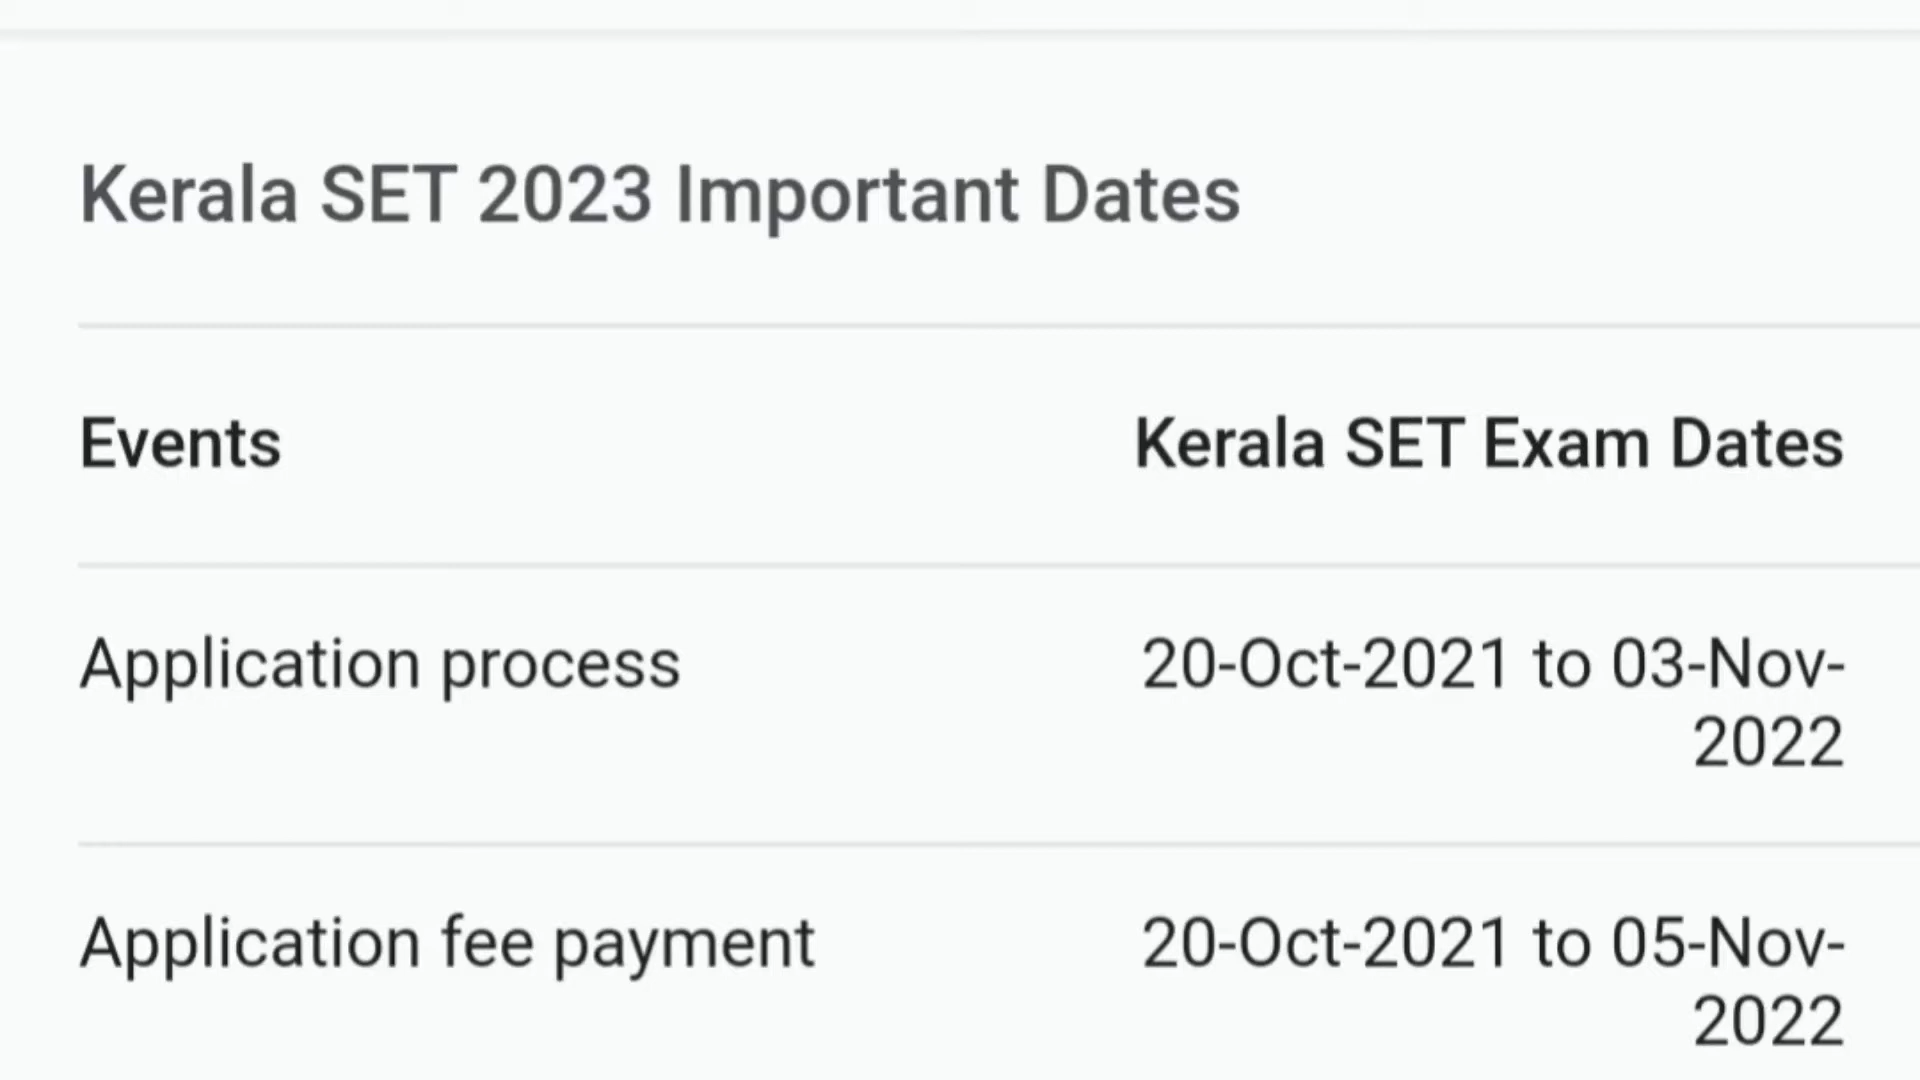 Kerala SET 2023 Important Dates
Events Kerala SET Exam Dates
Application process 20-Oct-2021 to 03-Nov-
2022
Application fee payment 20-Oct-2021 to 05-Nov-
2022